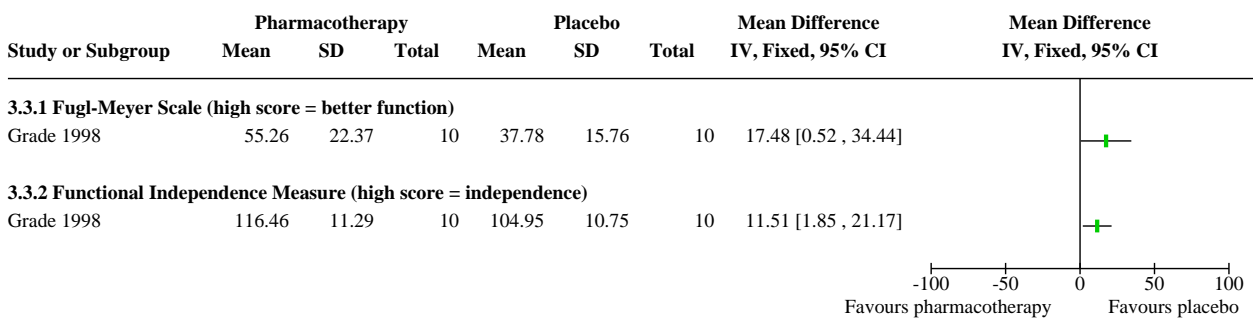 Pharmacotherapy Placebo Mean Difference Mean Difference
Study or Subgroup Mean SD Total Mean SD Total IV, Fixed, 95% CI IV, Fixed, 95% CI
3.3.1 Fugl-Meyer Scale (high score = better function)
Grade 1998 55.26 22.37 10 37.78 15.76 10 17.48 [0.52 , 34.44]
3.3.2 Functional Independence Measure (high score = independence)
Grade 1998 116.46 11.29 10 104.95 10.75 10 11.51 [1.85 , 21.17]
-100 -50 0 50 100
Favours pharmacotherapy Favours placebo